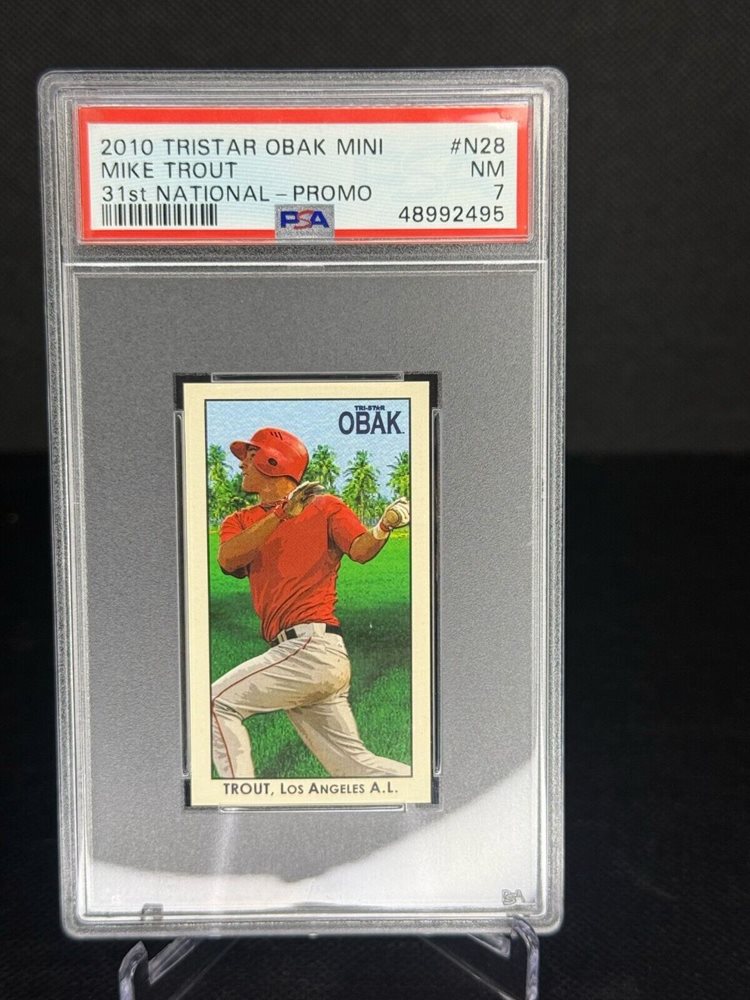 2010 TRISTAR OBAK MINI #N28
MIKE TROUT NM
31st NATIONAL – PROMO 7
PSA 48992495
TRI-STAR
OBAK
TROUT, LOS ANGELES A.L.
PSA